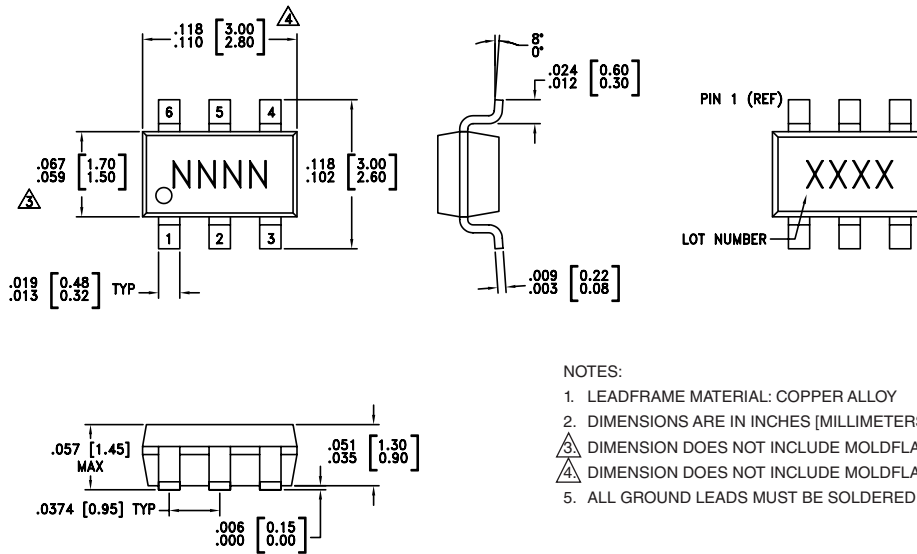 .118 [3.00] 4
.110 [2.80]
8°
0°
.024 [0.60]
.012 [0.30]
PIN 1 (REF)
6 5 4
.067 [1.70]
.059 [1.50]
3
NNNN
.118 [3.00]
.102 [2.60]
XXXX
1 2 3
LOT NUMBER
.019 [0.48]
.013 [0.32]
TYP
.009 [0.22]
.003 [0.08]
NOTES:
1. LEADFRAME MATERIAL: COPPER ALLOY
2. DIMENSIONS ARE IN INCHES [MILLIMETERS
3. DIMENSION DOES NOT INCLUDE MOLDFLA
4. DIMENSION DOES NOT INCLUDE MOLDFLA
5. ALL GROUND LEADS MUST BE SOLDERED
.057 [1.45]
MAX
.051 [1.30]
.035 [0.90]
.0374 [0.95] TYP
.006 [0.15]
.000 [0.00]